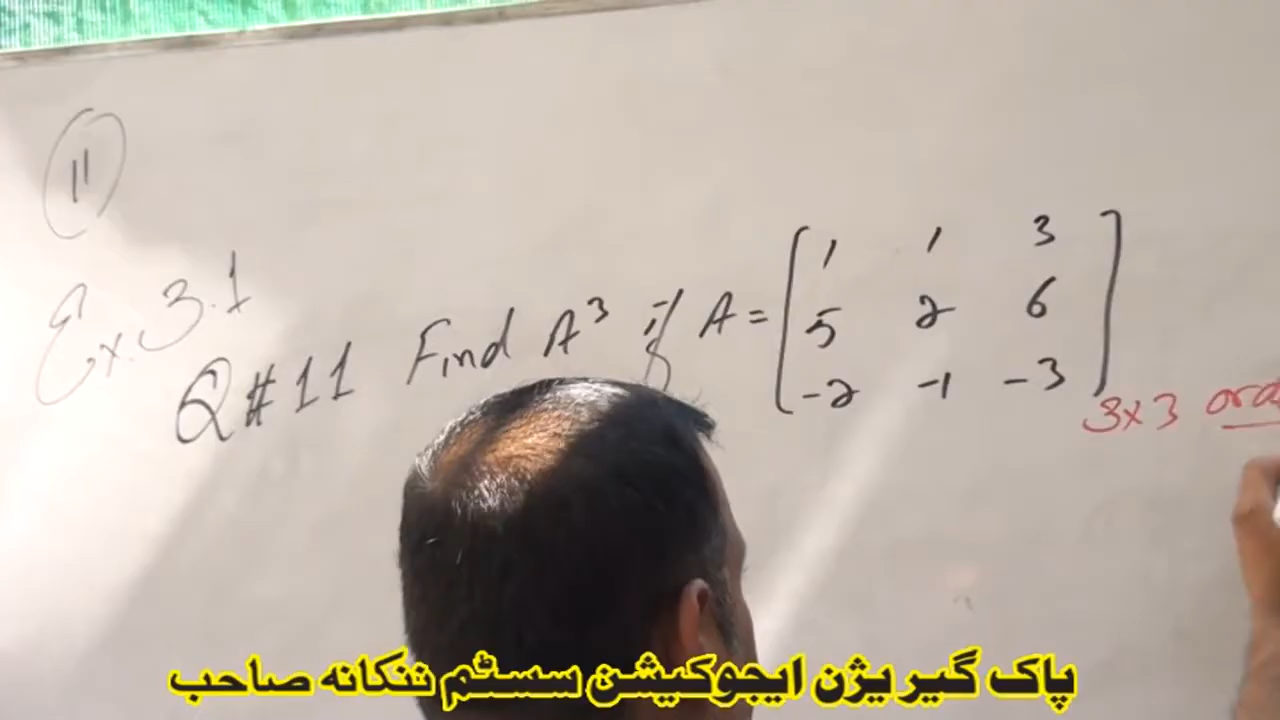 11
Ex. 3.1
Q # 11 Find A³ if A = [ 1 1 3
5 2 6
-2 -1 -3 ]
3x3
پاک گیریژن ایجوکیشن سسٹم ننکانہ صاحب